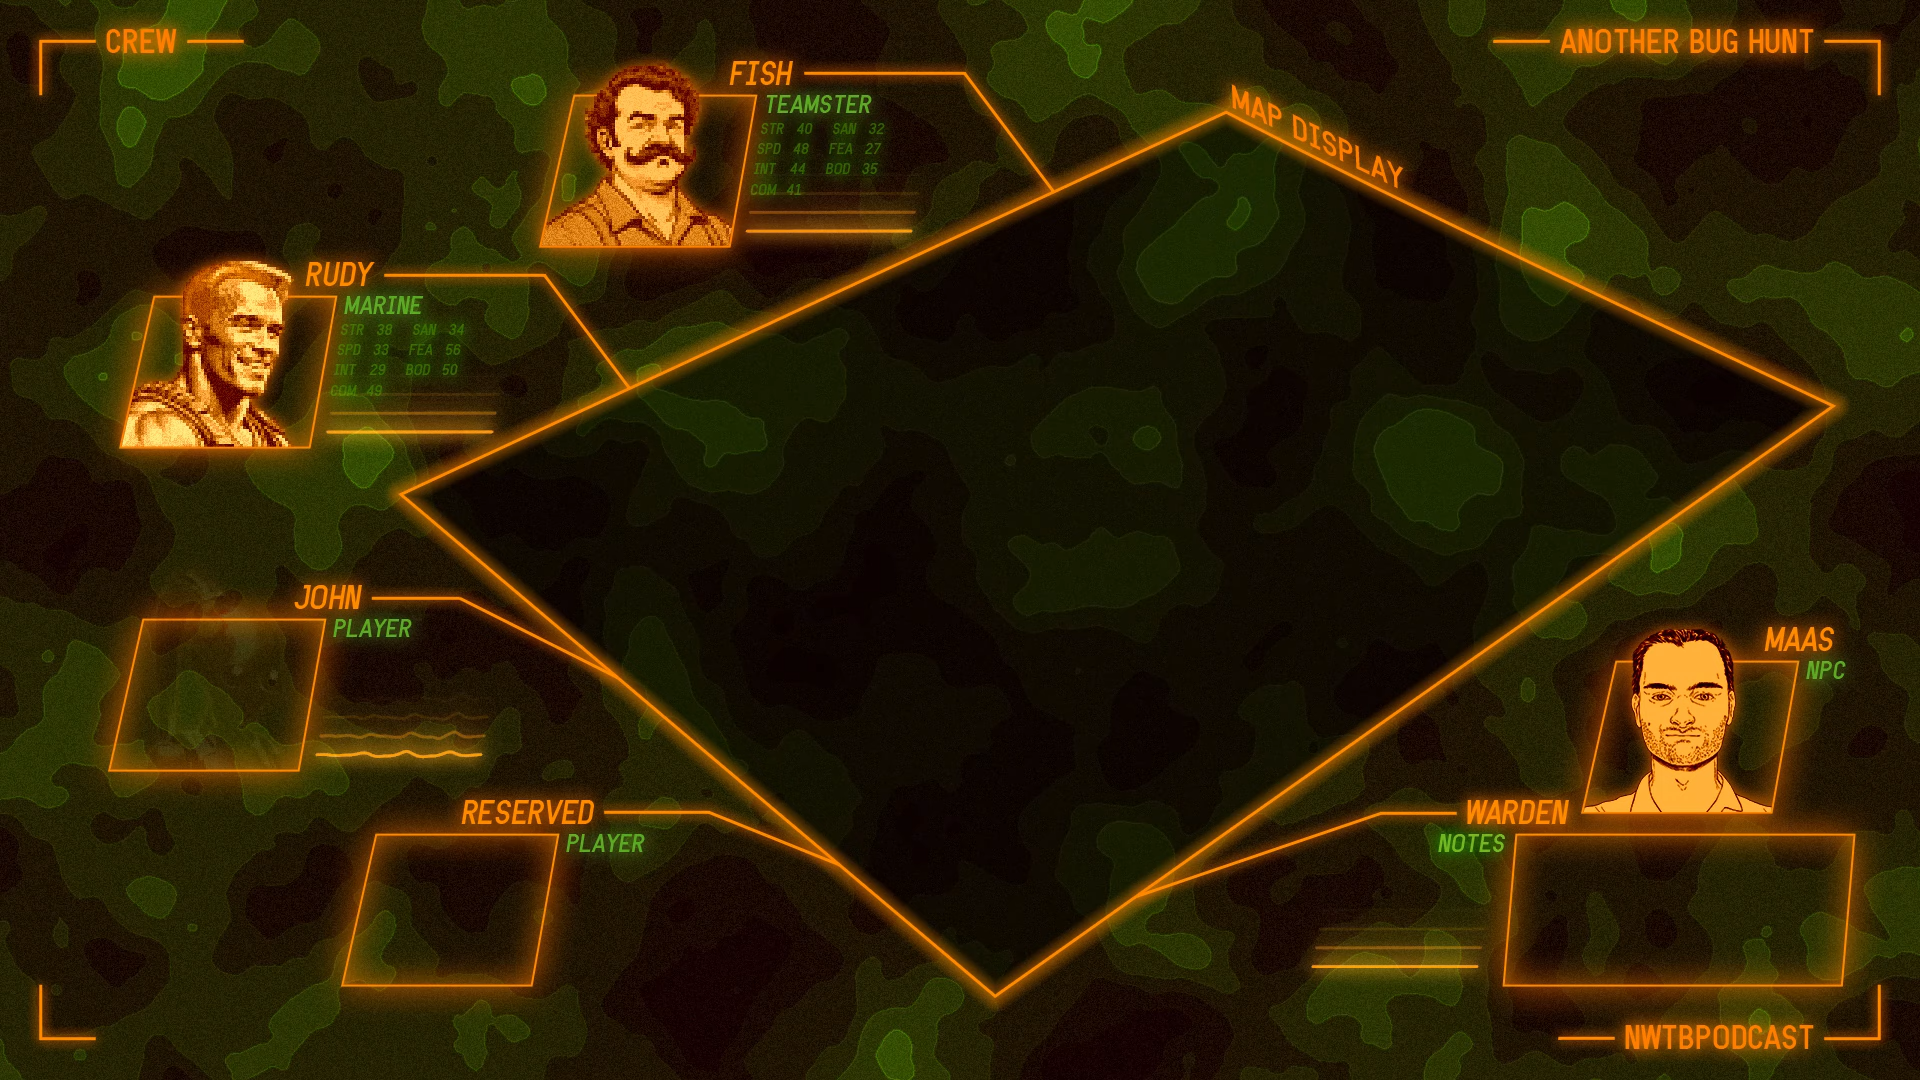 CREW
ANOTHER BUG HUNT
FISH
TEAMSTER
STR 40 SAN 32
SPD 48 FEA 27
INT 44 BOD 35
COM 41
MAP DISPLAY
RUDY
MARINE
STR 38 SAN 34
SPD 33 FEA 56
INT 29 BOD 50
COM 49
JOHN
PLAYER
MAAS
NPC
RESERVED
PLAYER
WARDEN
NOTES
NWTBPODCAST